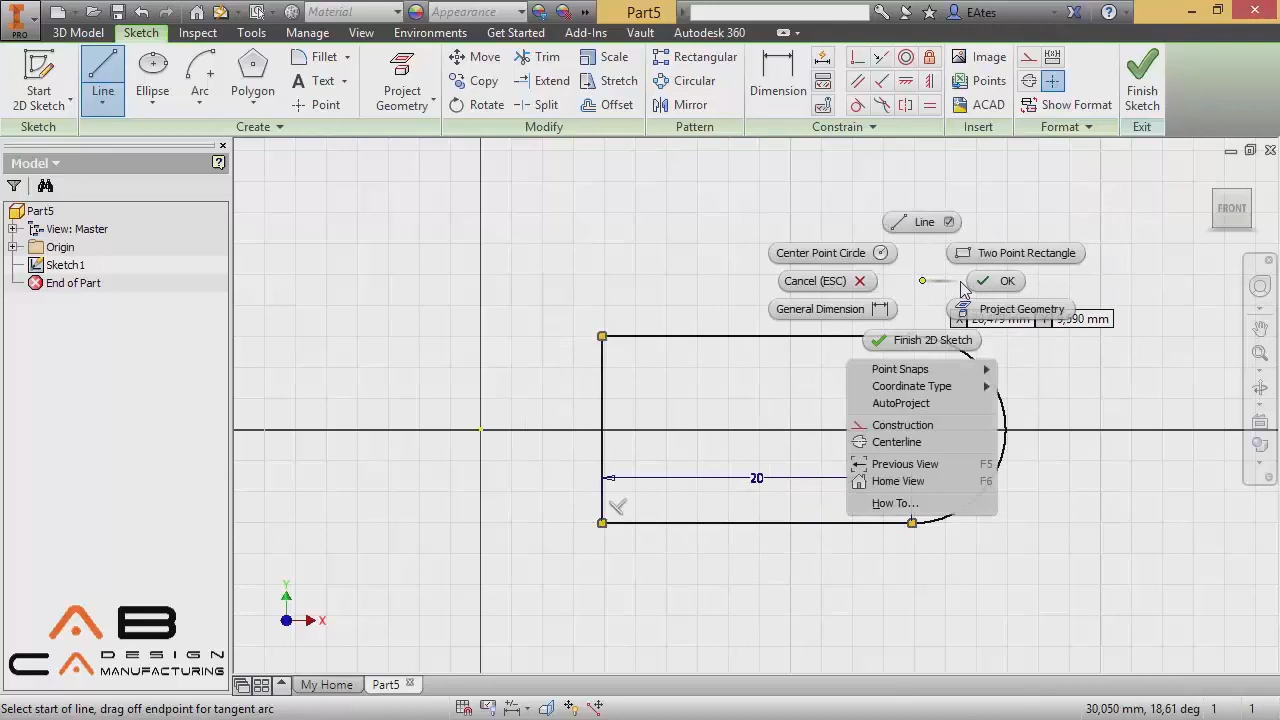 PRO
Material
Appearance
Part5
EAtes
3D Model
Sketch
Inspect
Tools
Manage
View
Environments
Get Started
Add-Ins
Vault
Autodesk 360
Start
2D Sketch
Line
Ellipse
Arc
Polygon
Fillet
Text
Point
Project
Geometry
Move
Copy
Rotate
Trim
Extend
Split
Scale
Stretch
Offset
Rectangular
Circular
Mirror
Dimension
Image
Points
ACAD
Show Format
Finish
Sketch
Sketch
Create
Modify
Pattern
Constrain
Insert
Format
Exit
Model
Part5
View: Master
Origin
Sketch1
End of Part
FRONT
Line
Center Point Circle
Two Point Rectangle
Cancel (ESC)
OK
General Dimension
Project Geometry
Finish 2D Sketch
Point Snaps
Coordinate Type
AutoProject
Construction
Centerline
Previous View F5
Home View F6
How To...
20
Y
X
AB
CA DESIGN
MANUFACTURING
My Home
Part5
Select start of line, drag off endpoint for tangent arc
30,050 mm, 18,61 deg 1 1